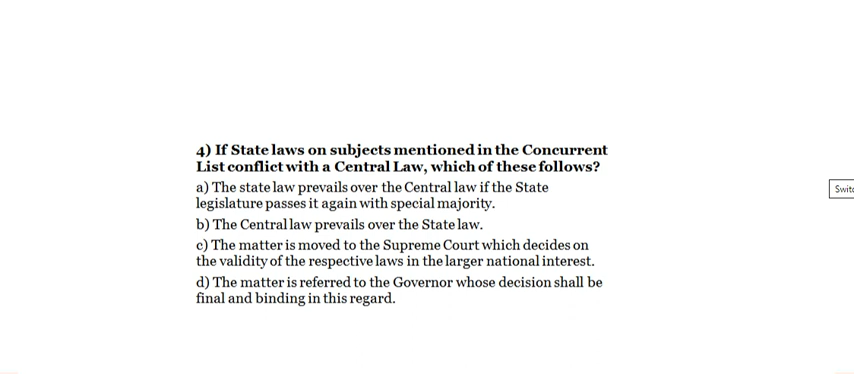 4) If State laws on subjects mentioned in the Concurrent
List conflict with a Central Law, which of these follows?
a) The state law prevails over the Central law if the State
legislature passes it again with special majority.
b) The Central law prevails over the State law.
c) The matter is moved to the Supreme Court which decides on
the validity of the respective laws in the larger national interest.
d) The matter is referred to the Governor whose decision shall be
final and binding in this regard.